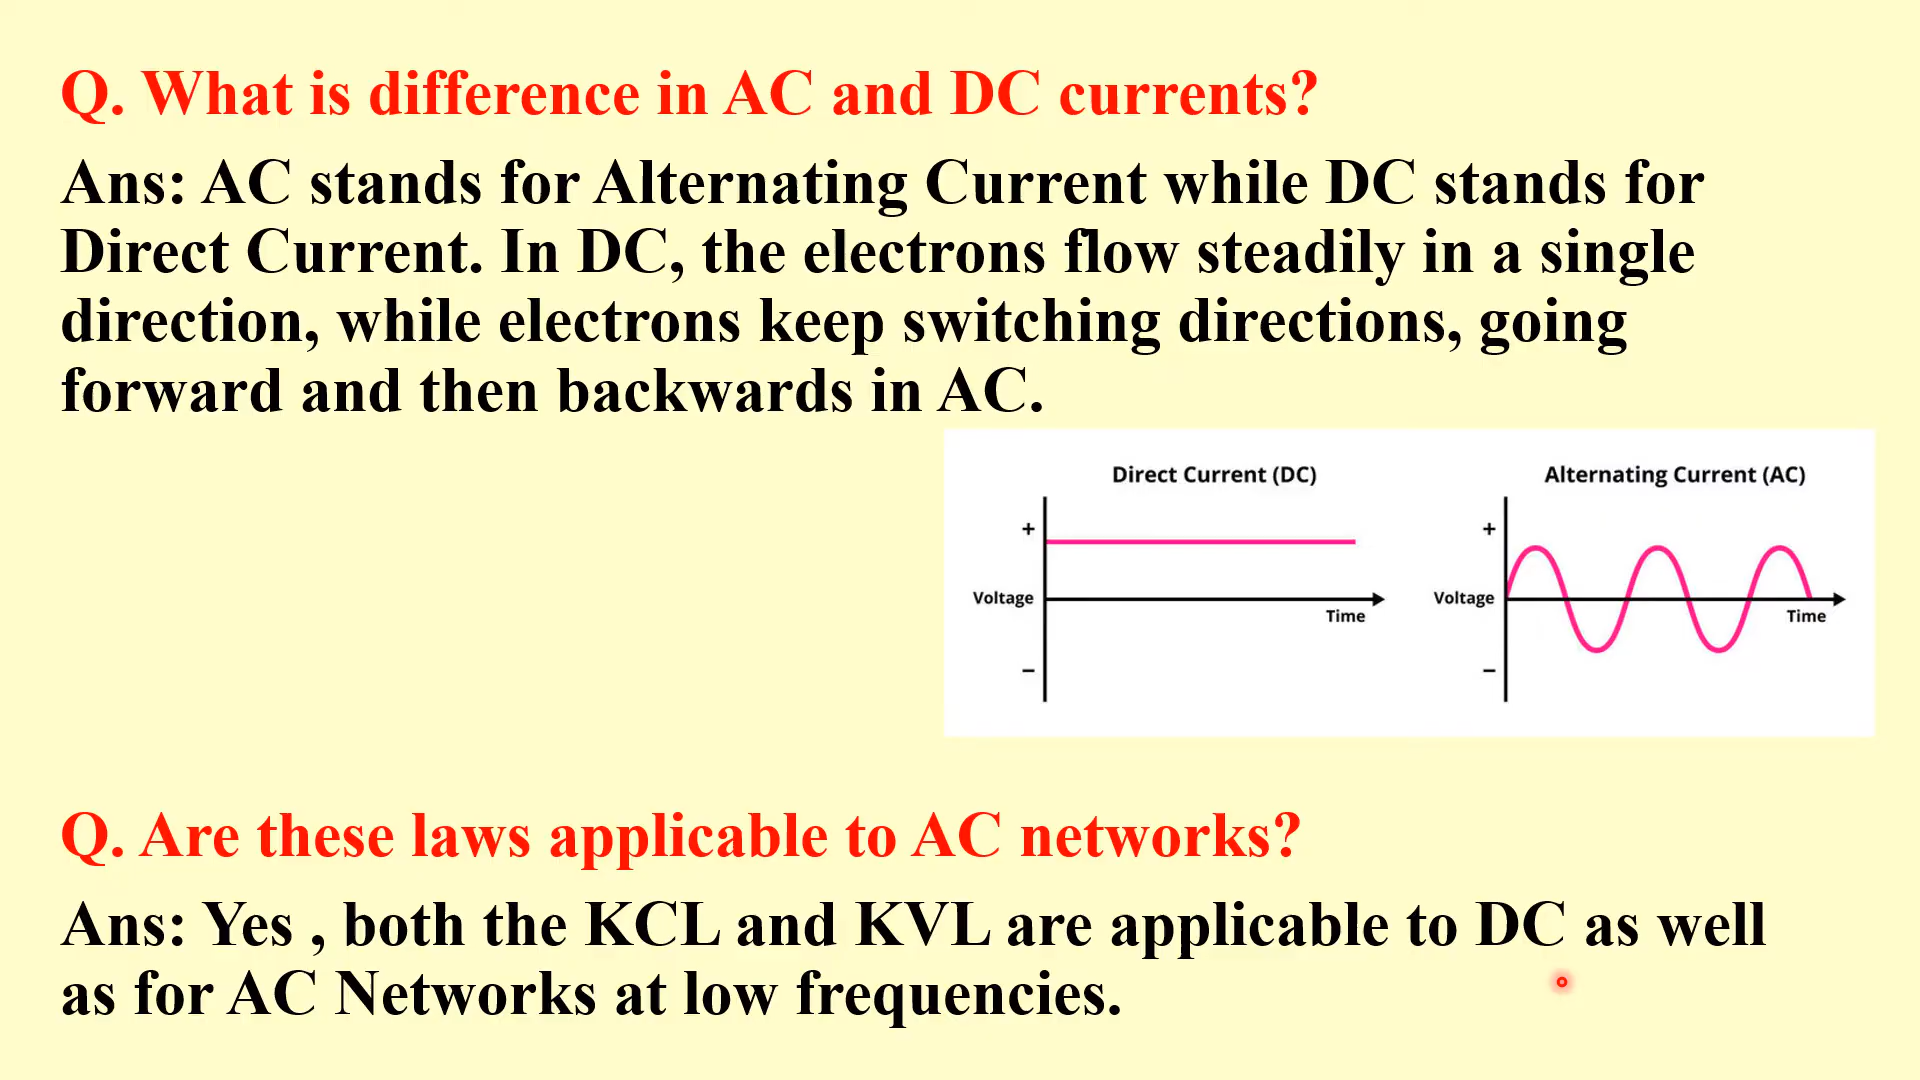 Q. What is difference in AC and DC currents?
Ans: AC stands for Alternating Current while DC stands for
Direct Current. In DC, the electrons flow steadily in a single
direction, while electrons keep switching directions, going
forward and then backwards in AC.
Direct Current (DC)
+
Voltage
Time
–
Alternating Current (AC)
+
Voltage
Time
–
Q. Are these laws applicable to AC networks?
Ans: Yes , both the KCL and KVL are applicable to DC as well
as for AC Networks at low frequencies.